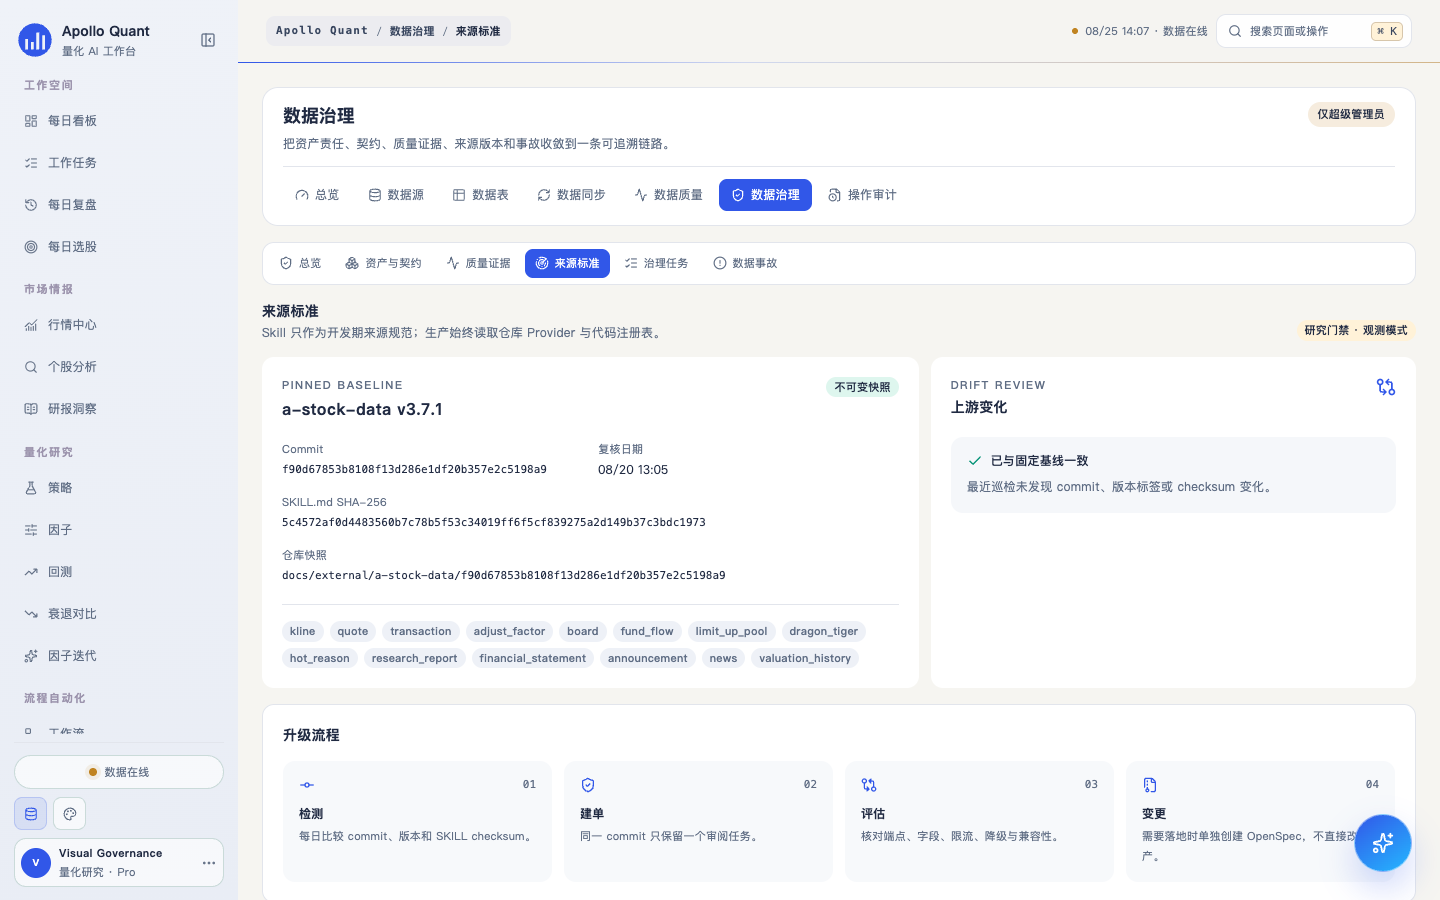 Apollo Quant
量化 AI 工作台
工作空间
每日看板
工作任务
每日复盘
每日选股
市场情报
行情中心
个股分析
研报洞察
量化研究
策略
因子
回测
衰退对比
因子迭代
流程自动化
工作流
数据在线
V
Visual Governance
量化研究 · Pro
Apollo Quant / 数据治理 / 来源标准
08/25 14:07 · 数据在线
搜索页面或操作
⌘ K
数据治理
仅超级管理员
把资产责任、契约、质量证据、来源版本和事故收敛到一条可追溯链路。
总览 数据源 数据表 数据同步 数据质量 数据治理 操作审计
总览 资产与契约 质量证据 来源标准 治理任务 数据事故
来源标准
Skill 只作为开发期来源规范；生产始终读取仓库 Provider 与代码注册表。
研究门禁 · 观测模式
PINNED BASELINE
不可变快照
a-stock-data v3.7.1
Commit
f90d67853b8108f13d286e1df20b357e2c5198a9
复核日期
08/20 13:05
SKILL.md SHA-256
5c4572af0d4483560b7c78b5f53c34019ff6f5cf839275a2d149b37c3bdc1973
仓库快照
docs/external/a-stock-data/f90d67853b8108f13d286e1df20b357e2c5198a9
kline quote transaction adjust_factor board fund_flow limit_up_pool dragon_tiger
hot_reason research_report financial_statement announcement news valuation_history
DRIFT REVIEW
上游变化
已与固定基线一致
最近巡检未发现 commit、版本标签或 checksum 变化。
升级流程
01
检测
每日比较 commit、版本和 SKILL checksum。
02
建单
同一 commit 只保留一个审阅任务。
03
评估
核对端点、字段、限流、降级与兼容性。
04
变更
需要落地时单独创建 OpenSpec，不直接改
产。